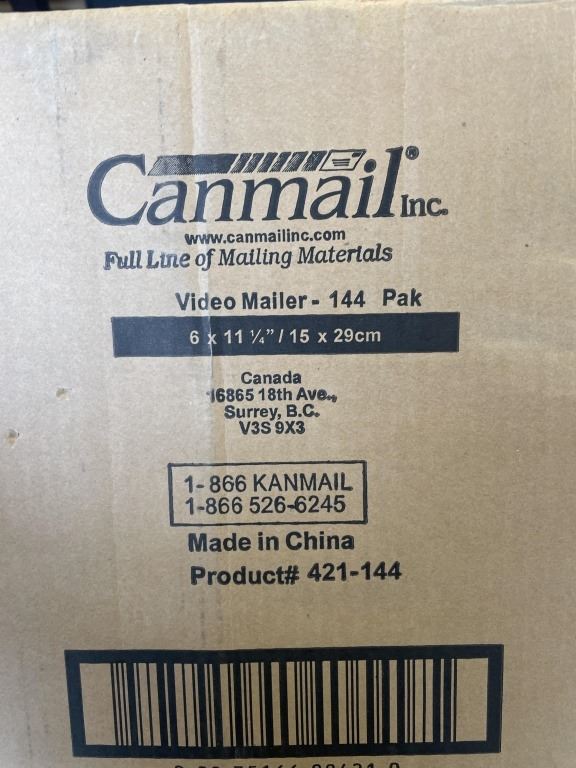 Canmail® Inc.
www.canmailinc.com
Full Line of Mailing Materials
Video Mailer - 144 Pak
6 x 11 ¼" / 15 x 29cm
Canada
16865 18th Ave.,
Surrey, B.C.
V3S 9X3
1- 866 KANMAIL
1-866 526-6245
Made in China
Product# 421-144